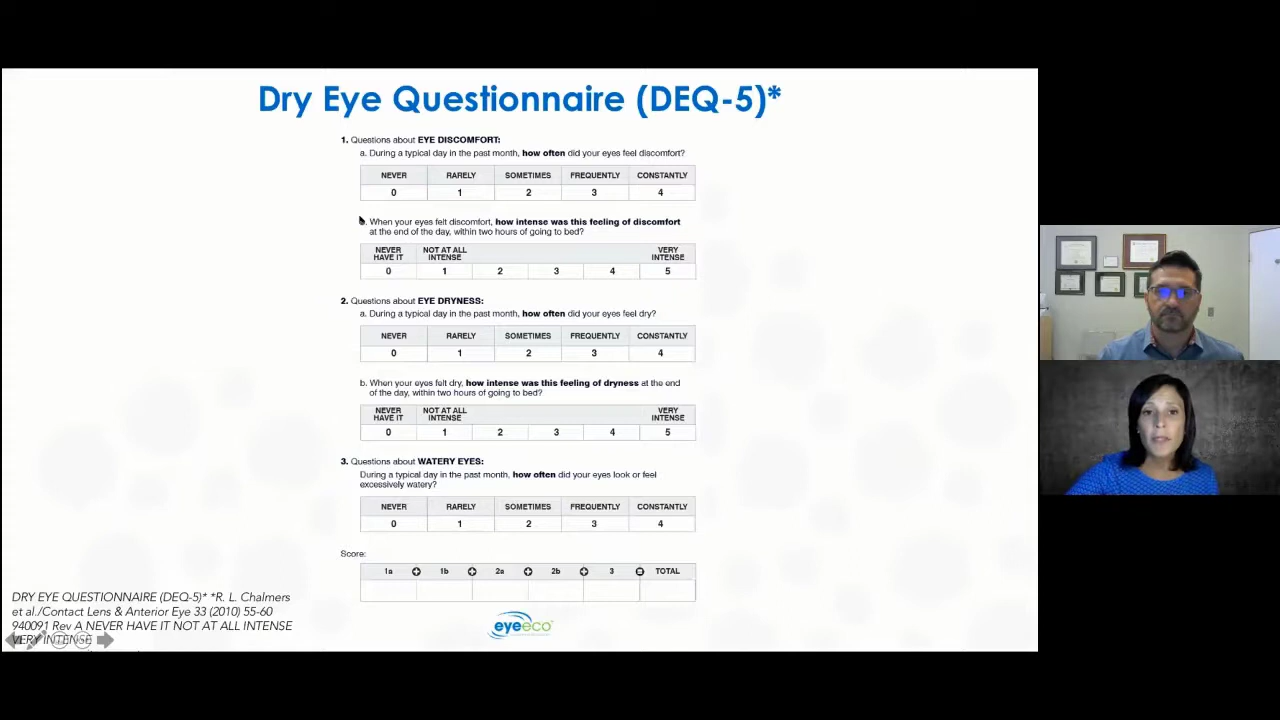 Dry Eye Questionnaire (DEQ-5)*
1. Questions about EYE DISCOMFORT:
a. During a typical day in the past month, how often did your eyes feel discomfort?
NEVER RARELY SOMETIMES FREQUENTLY CONSTANTLY
0 1 2 3 4
When your eyes felt discomfort, how intense was this feeling of discomfort
at the end of the day, within two hours of going to bed?
NEVER HAVE IT NOT AT ALL INTENSE VERY INTENSE
0 1 2 3 4 5
2. Questions about EYE DRYNESS:
a. During a typical day in the past month, how often did your eyes feel dry?
NEVER RARELY SOMETIMES FREQUENTLY CONSTANTLY
0 1 2 3 4
b. When your eyes felt dry, how intense was this feeling of dryness at the end
of the day, within two hours of going to bed?
NEVER HAVE IT NOT AT ALL INTENSE VERY INTENSE
0 1 2 3 4 5
3. Questions about WATERY EYES:
During a typical day in the past month, how often did your eyes look or feel
excessively watery?
NEVER RARELY SOMETIMES FREQUENTLY CONSTANTLY
0 1 2 3 4
Score:
1a + 1b + 2a + 2b + 3 = TOTAL
DRY EYE QUESTIONNAIRE (DEQ-5)* *R. L. Chalmers
et al./Contact Lens & Anterior Eye 33 (2010) 55-60
940091 Rev A NEVER HAVE IT NOT AT ALL INTENSE
VERY INTENSE
eyeeco